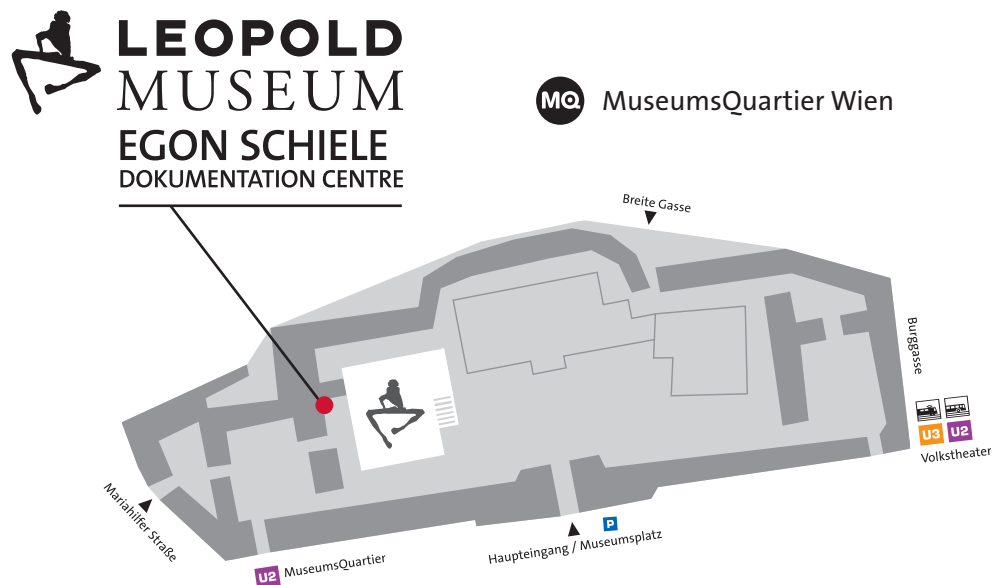 LEOPOLD
MUSEUM
EGON SCHIELE
DOKUMENTATION CENTRE
MQ MuseumsQuartier Wien
Breite Gasse
Burggasse
U3 U2
Volkstheater
Mariahilfer Straße
U2 MuseumsQuartier
P
Haupteingang / Museumsplatz